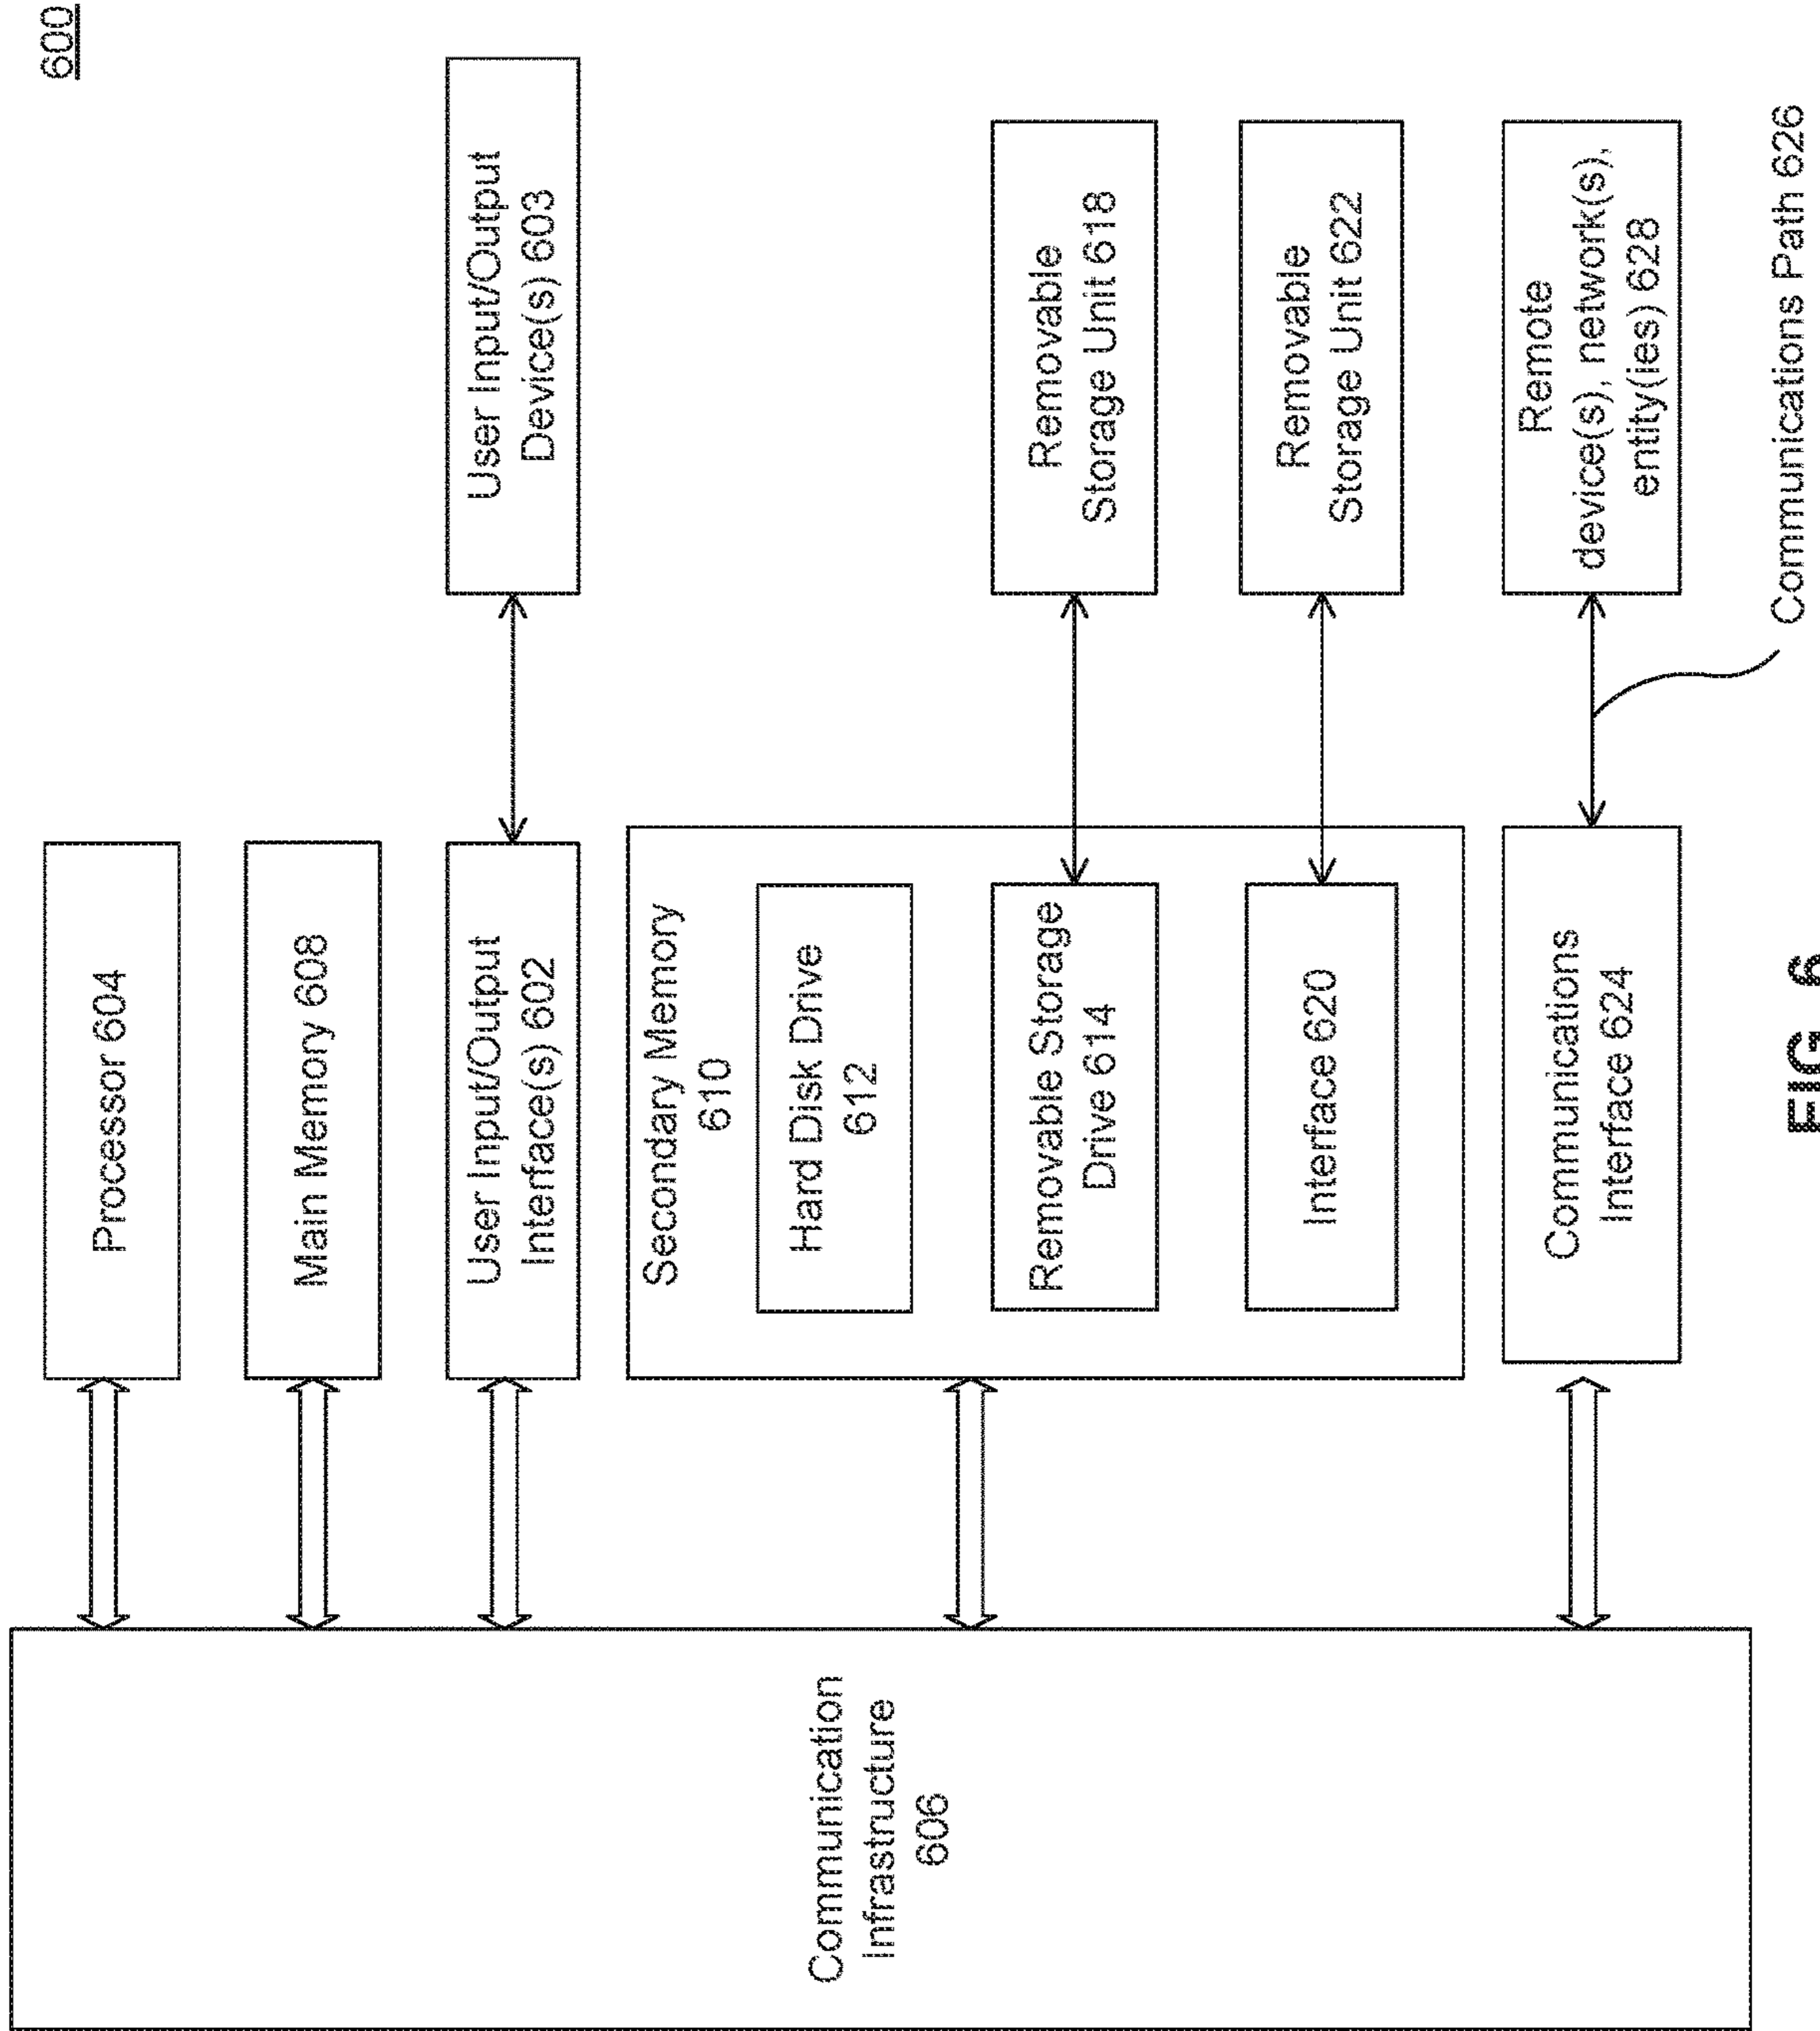 600
Processor 604
Main Memory 608
User Input/Output
Interface(s) 602
User Input/Output
Device(s) 603
Communication
Infrastructure
606
Secondary Memory
610
Hard Disk Drive
612
Removable Storage
Drive 614
Removable
Storage Unit 618
Interface 620
Removable
Storage Unit 622
Communications
Interface 624
Remote
device(s), network(s),
entity(ies) 628
Communications Path 626
FIG. 6